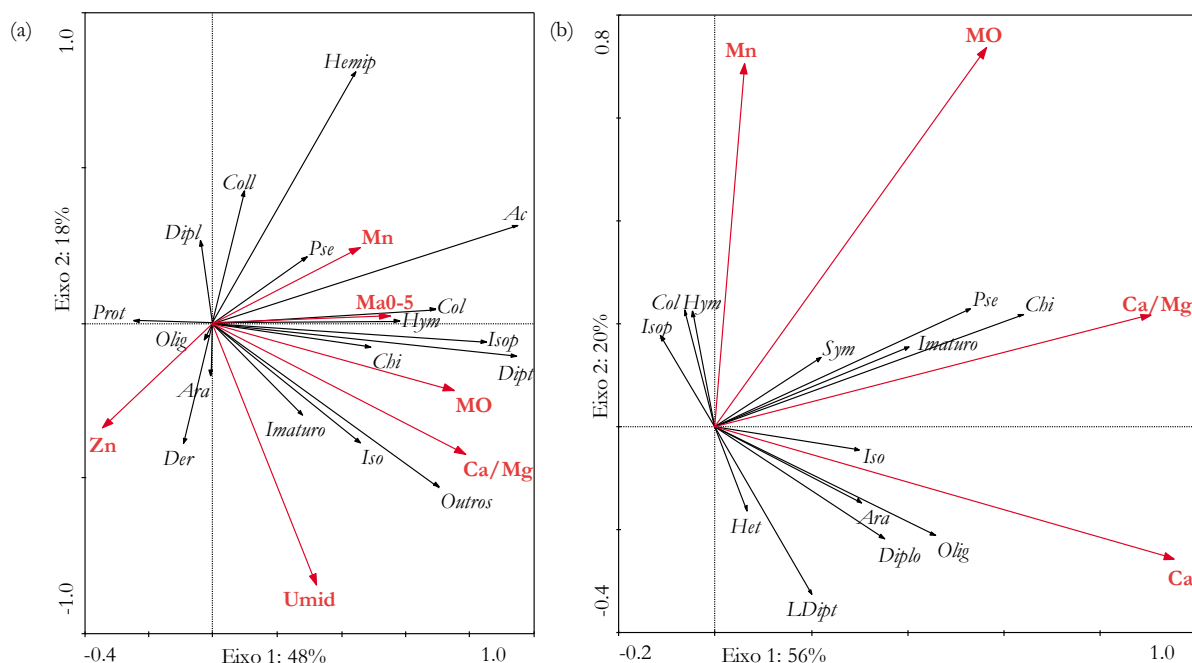 (a)
1.0
Hemip
Coll
Ac
Dipl
Pse
Mn
Ma0-5
Col
Prot
Hym
Olig
Isop
Chi
Dipt
Ara
MO
Imaturo
Zn
Iso
Der
Ca/Mg
Outros
Umid
Eixo 2: 18%
-1.0
-0.4
Eixo 1: 48%
1.0
(b)
0.8
Mn
MO
Col
Hym
Pse
Chi
Ca/Mg
Isop
Sym
Imaturo
Iso
Het
Ara
Diplo
Olig
Ca
LDipt
Eixo 2: 20%
-0.4
-0.2
Eixo 1: 56%
1.0